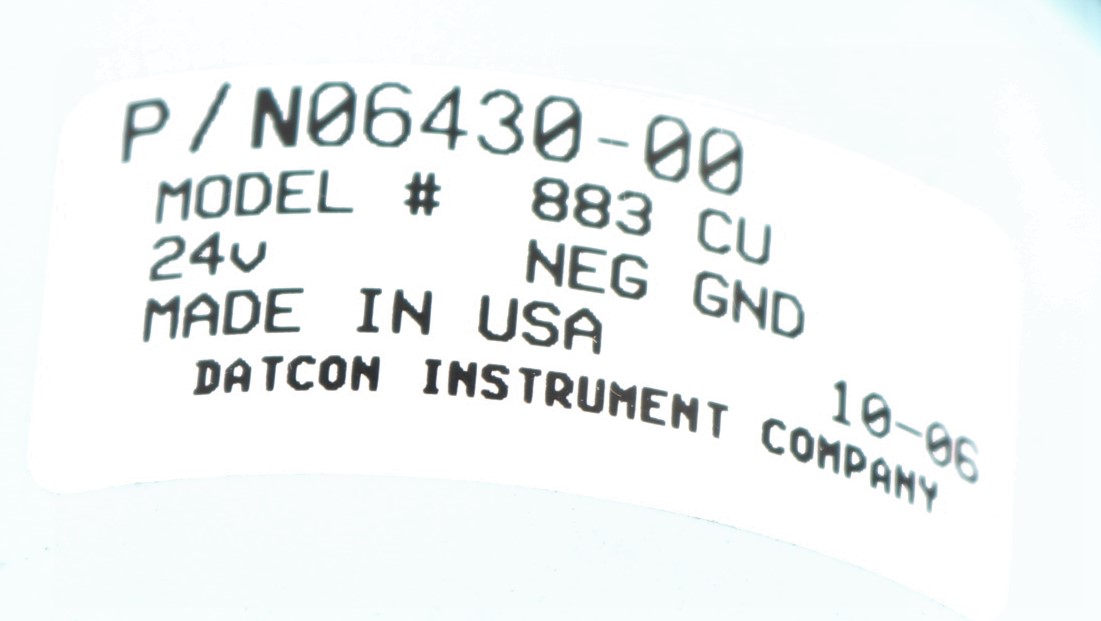 P/N06430-00
MODEL # 883 CU
24v NEG GND
MADE IN USA
10-06
DATCON INSTRUMENT COMPANY